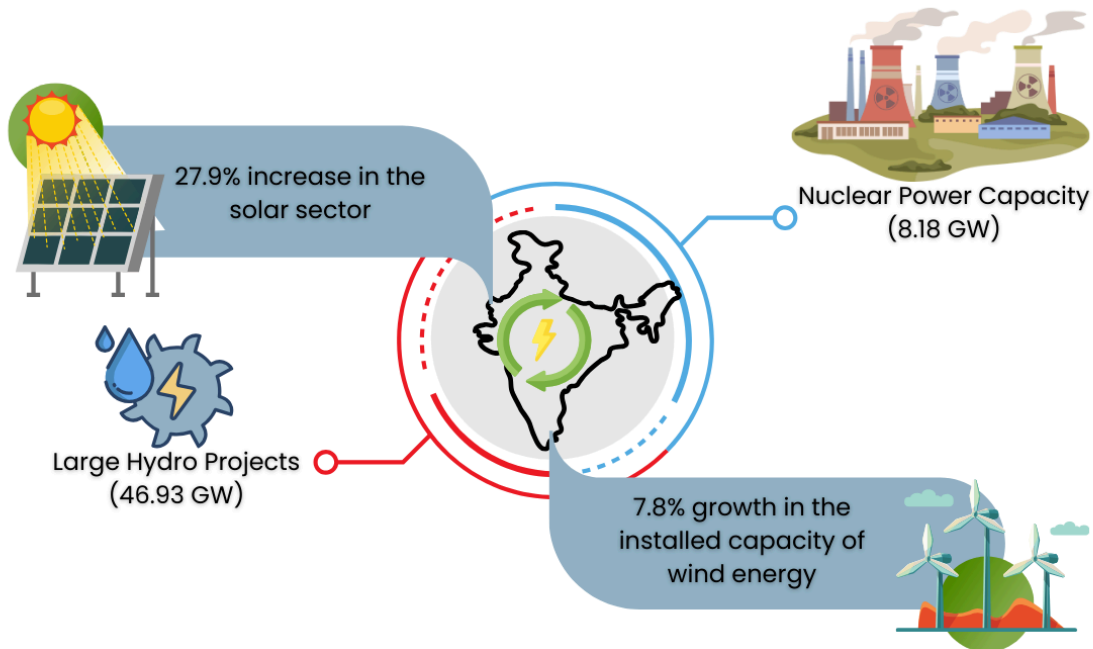 27.9% increase in the
solar sector
Nuclear Power Capacity
(8.18 GW)
Large Hydro Projects
(46.93 GW)
7.8% growth in the
installed capacity of
wind energy